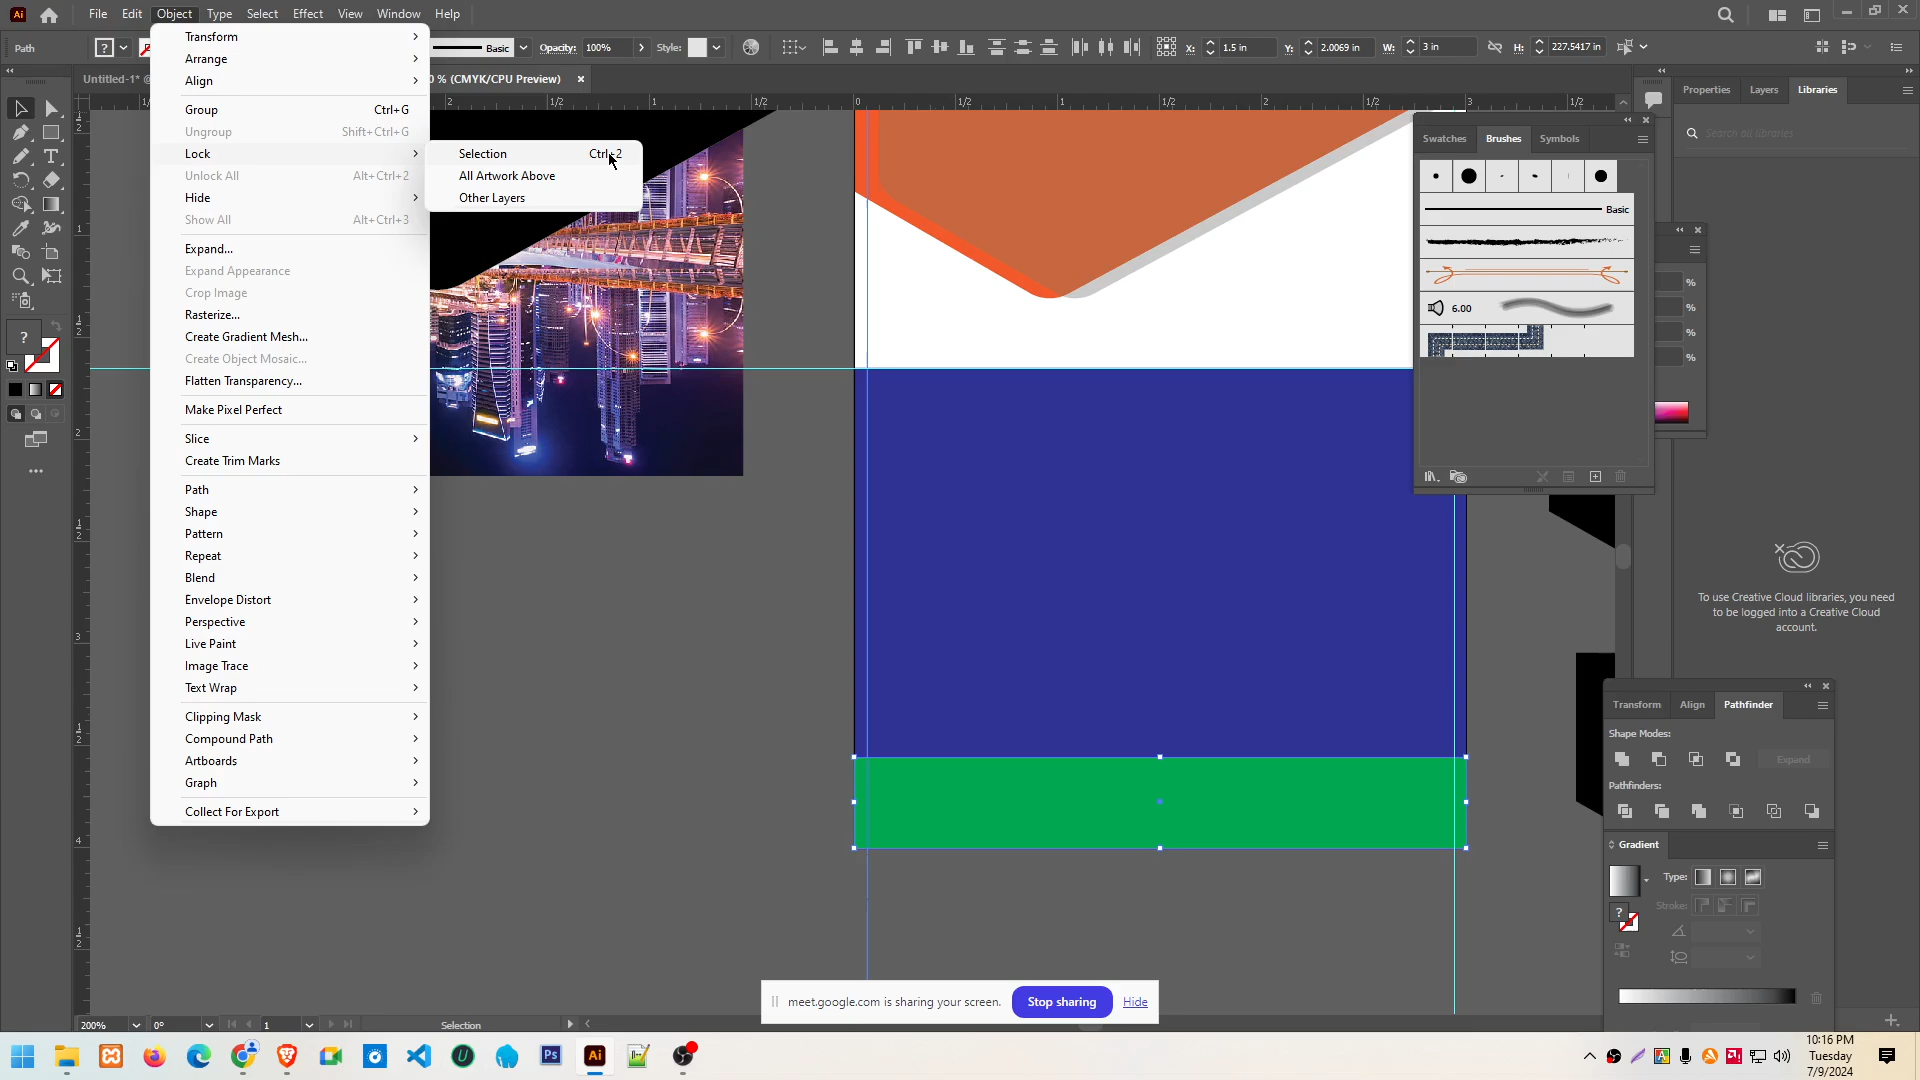 Ai File Edit Object Type Select Effect View Window Help
Path ? Basic Opacity: 100% Style: X: 1.5 in Y: 2.0069 in W: 3 in H: 227.5417 in
Untitled-1* @ 0 % (CMYK/CPU Preview) ×
Transform
Arrange
Align
Group Ctrl+G
Ungroup Shift+Ctrl+G
Lock
Unlock All Alt+Ctrl+2
Hide
Show All Alt+Ctrl+3
Expand...
Expand Appearance
Crop Image
Rasterize...
Create Gradient Mesh...
Create Object Mosaic...
Flatten Transparency...
Make Pixel Perfect
Slice
Create Trim Marks
Path
Shape
Pattern
Repeat
Blend
Envelope Distort
Perspective
Live Paint
Image Trace
Text Wrap
Clipping Mask
Compound Path
Artboards
Graph
Collect For Export
Selection Ctrl+2
All Artwork Above
Other Layers
Swatches Brushes Symbols
Basic
6.00
%
%
%
%
Properties Layers Libraries
Search all libraries
To use Creative Cloud libraries, you need
to be logged into a Creative Cloud
account.
Transform Align Pathfinder
Shape Modes:
Expand
Pathfinders:
Gradient
Type:
Stroke:
meet.google.com is sharing your screen. Stop sharing Hide
200% 0° 1 Selection
10:16 PM
Tuesday
7/9/2024